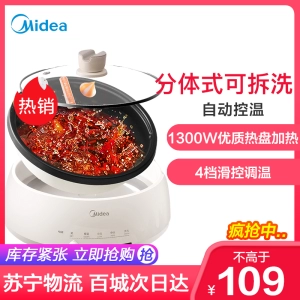 Midea
分体式可拆洗
自动控温
热销
1300W优质热盘加热
4档滑控调温
Midea
疯抢中..
库存紧张 立即抢购 抢
不高于
苏宁物流 百城次日达
¥109